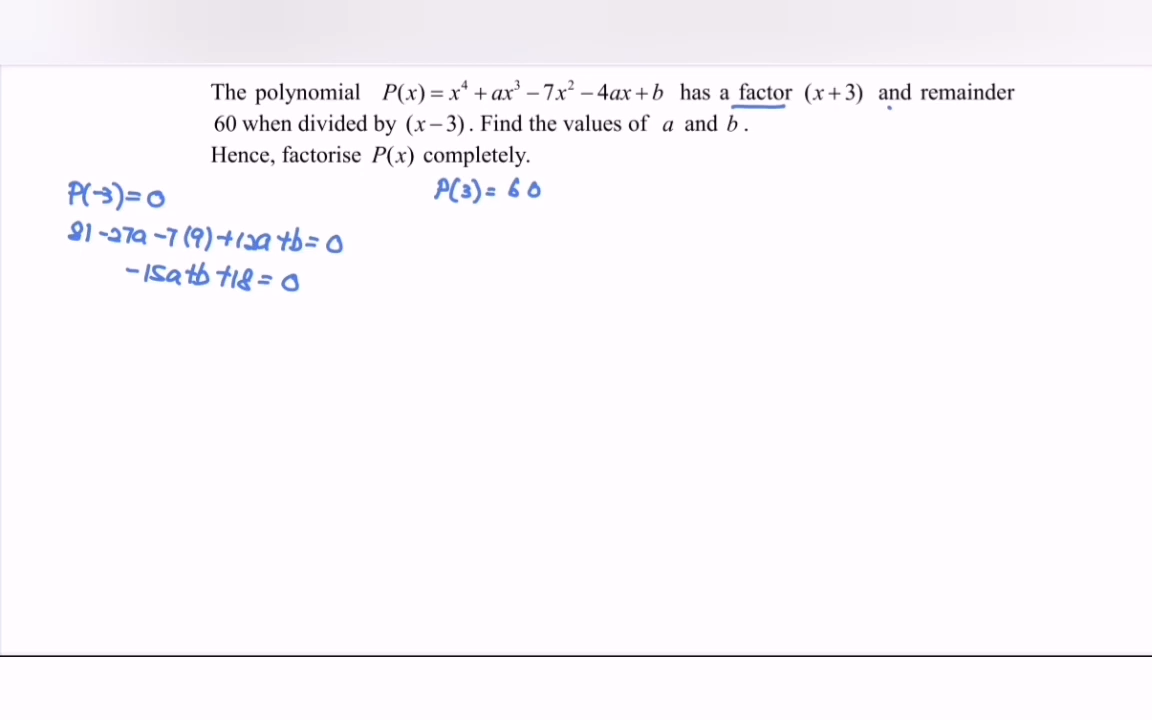 The polynomial P(x) = x⁴ + ax³ − 7x² − 4ax + b has a factor (x + 3) and remainder
60 when divided by (x − 3). Find the values of a and b.
Hence, factorise P(x) completely.
P(-3) = 0 P(3) = 60
81 - 27a - 7(9) + 12a + b = 0
-15a + b + 18 = 0